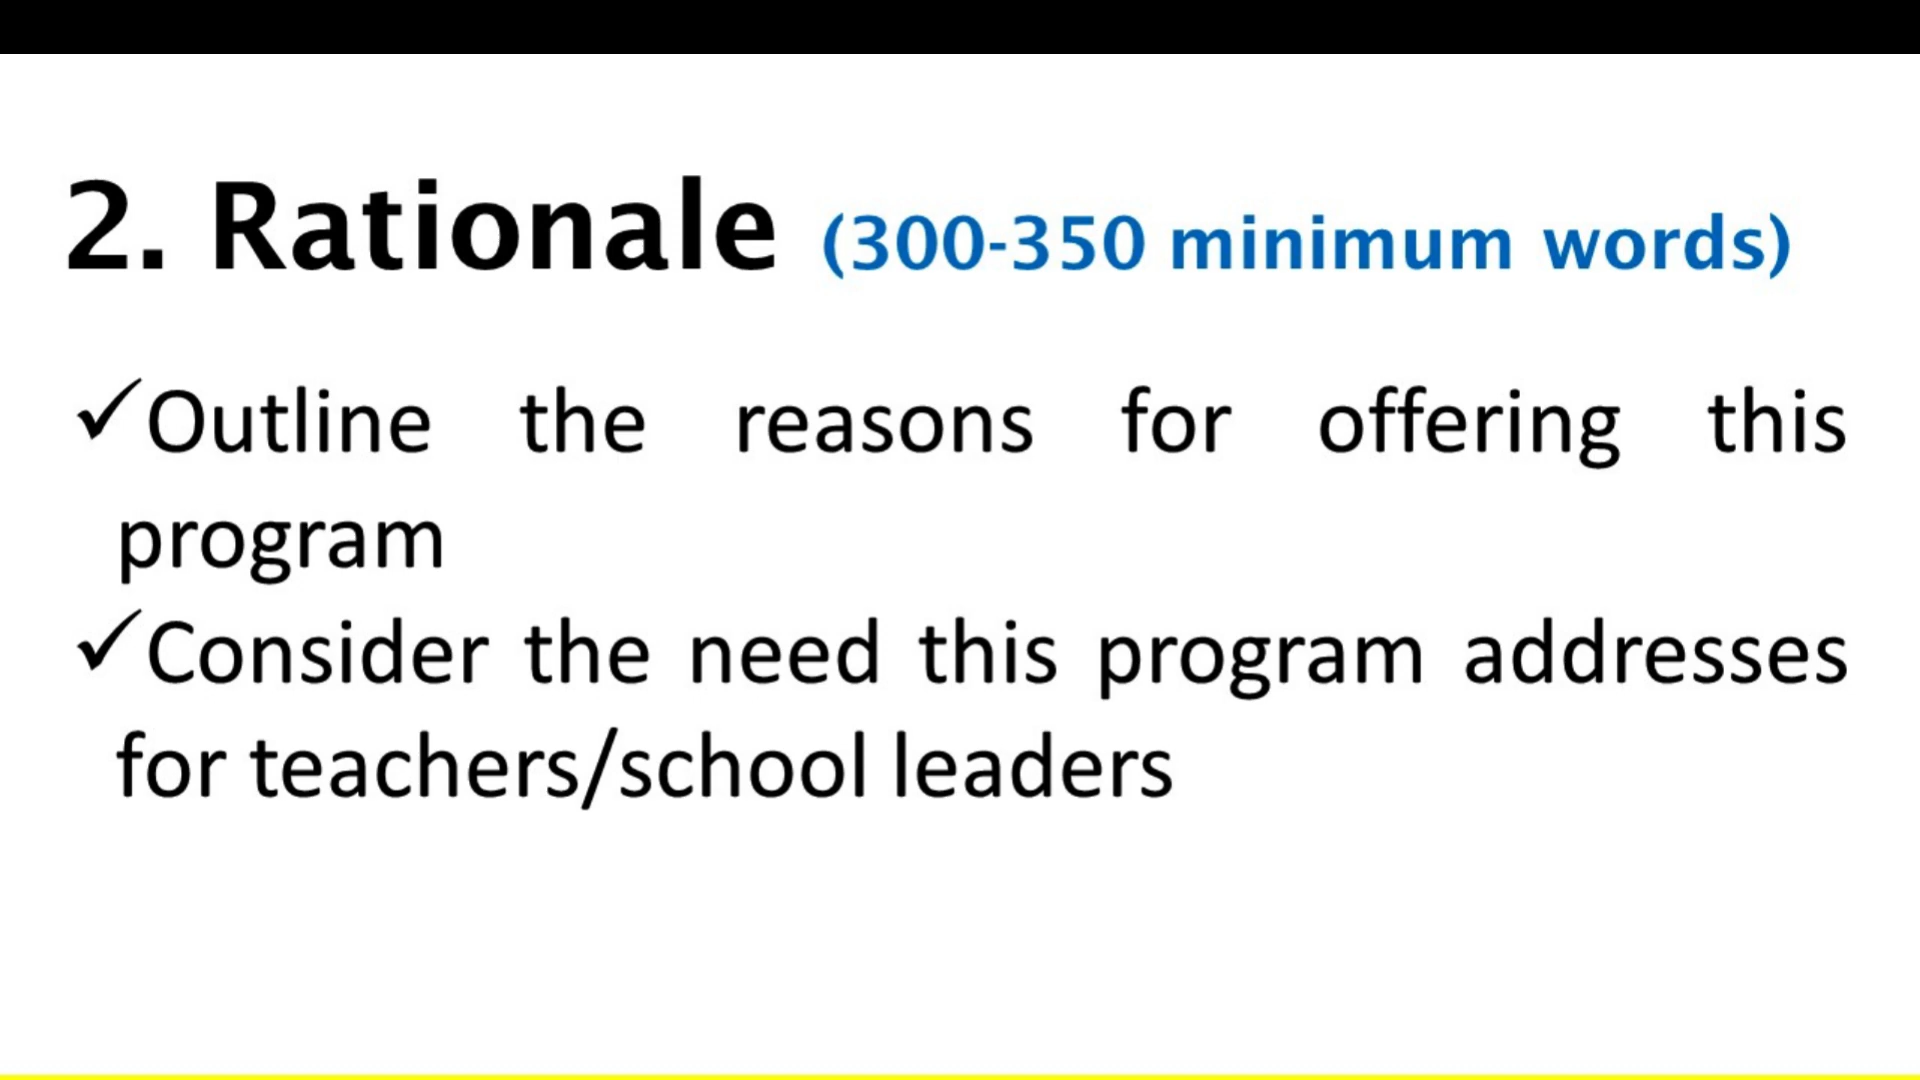 2. Rationale (300-350 minimum words)
✓Outline the reasons for offering this
program
✓Consider the need this program addresses
for teachers/school leaders